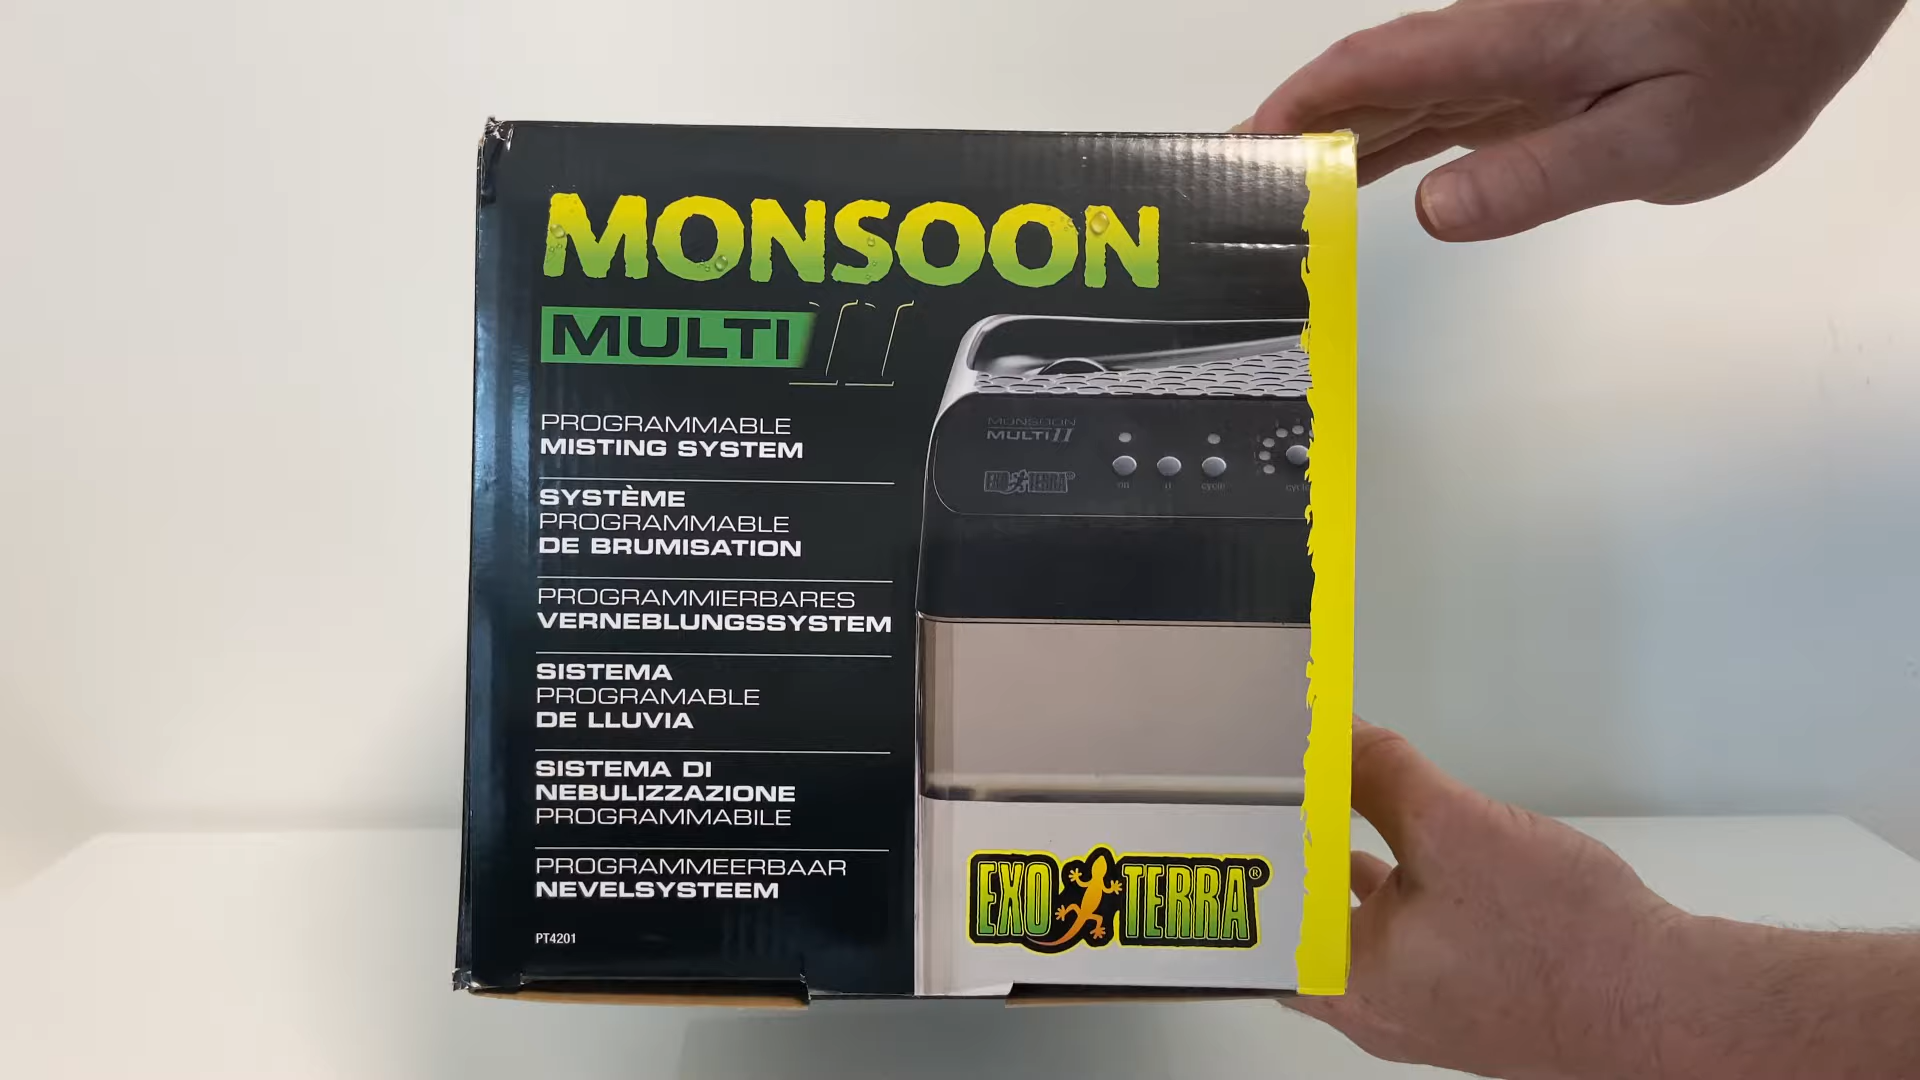 MONSOON
MULTI II
PROGRAMMABLE
MISTING SYSTEM
SYSTÈME
PROGRAMMABLE
DE BRUMISATION
PROGRAMMIERBARES
VERNEBLUNGSSYSTEM
SISTEMA
PROGRAMABLE
DE LLUVIA
SISTEMA DI
NEBULIZZAZIONE
PROGRAMMABILE
PROGRAMMEERBAAR
NEVELSYSTEEM
PT4201
MONSOON
MULTI II
EXO TERRA®
cycle
EXO TERRA®